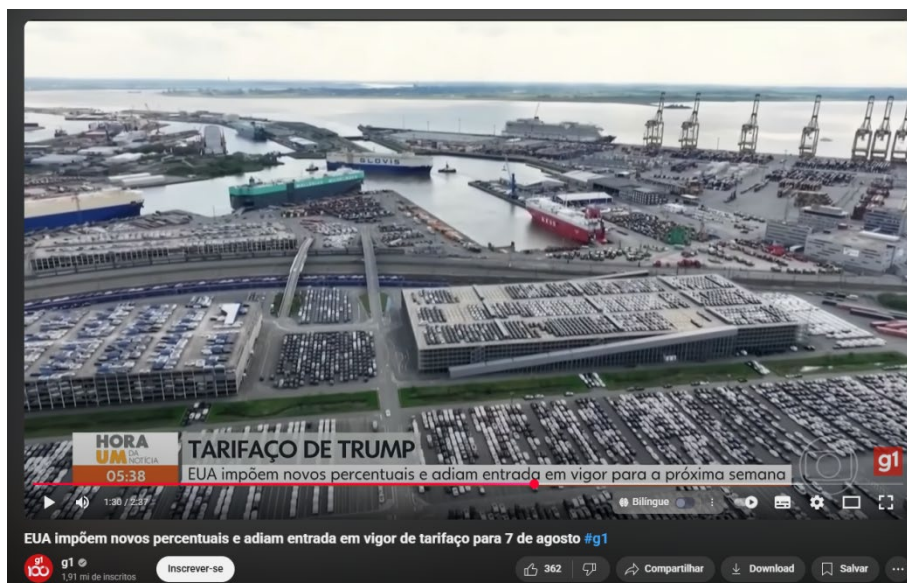 GLOVIS
HORA
UM DA
NOTÍCIA
05:38
TARIFAÇO DE TRUMP
EUA impõem novos percentuais e adiam entrada em vigor para a próxima semana
g1
1:30 / 2:37
Bilíngue
EUA impõem novos percentuais e adiam entrada em vigor de tarifaço para 7 de agosto #g1
g1
100
g1
1,91 mi de inscritos
Inscrever-se
362
Compartilhar
Download
Salvar